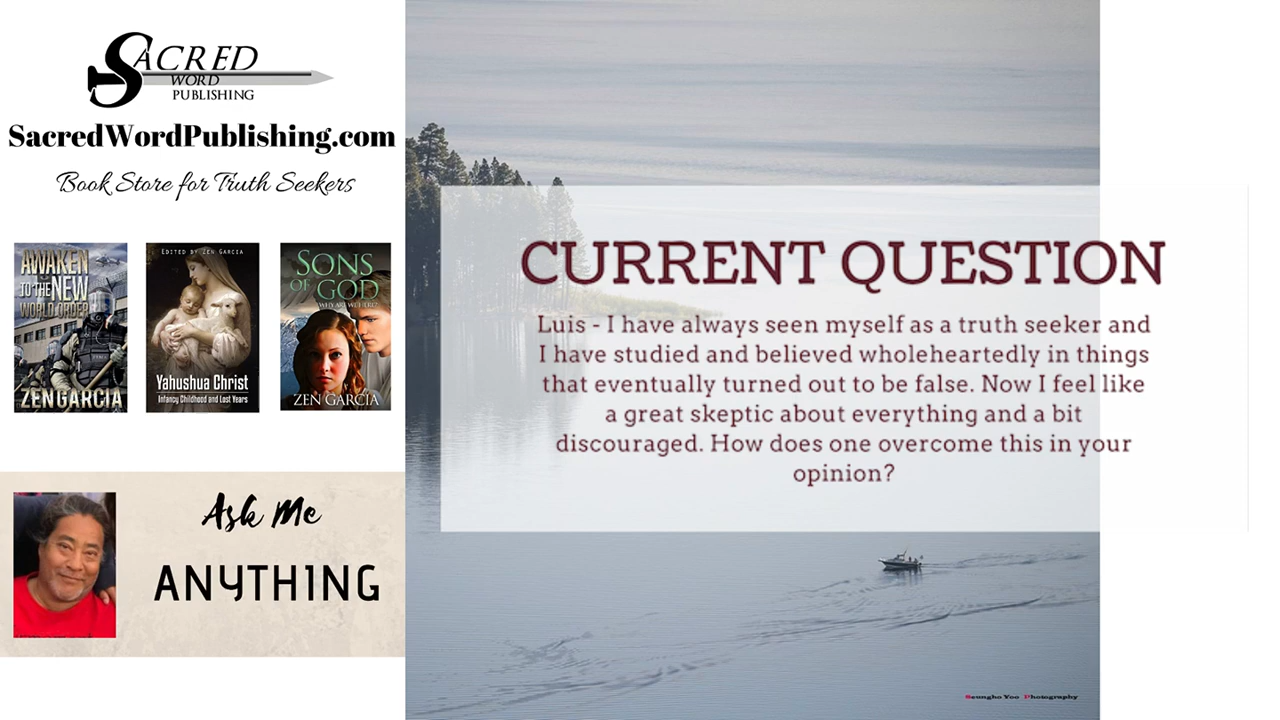 SACRED
WORD
PUBLISHING
SacredWordPublishing.com
Book Store for Truth Seekers
AWAKEN
TO THE NEW
WORLD ORDER
ZEN GARCIA
EDITED BY ZEN GARCIA
Yahushua Christ
Infancy Childhood and Lost Years
SONS
OF GOD
WHY ARE WE HERE?
ZEN GARCIA
Ask Me
ANYTHING
CURRENT QUESTION
Luis - I have always seen myself as a truth seeker and
I have studied and believed wholeheartedly in things
that eventually turned out to be false. Now I feel like
a great skeptic about everything and a bit
discouraged. How does one overcome this in your
opinion?
Seungho Yoo Photography